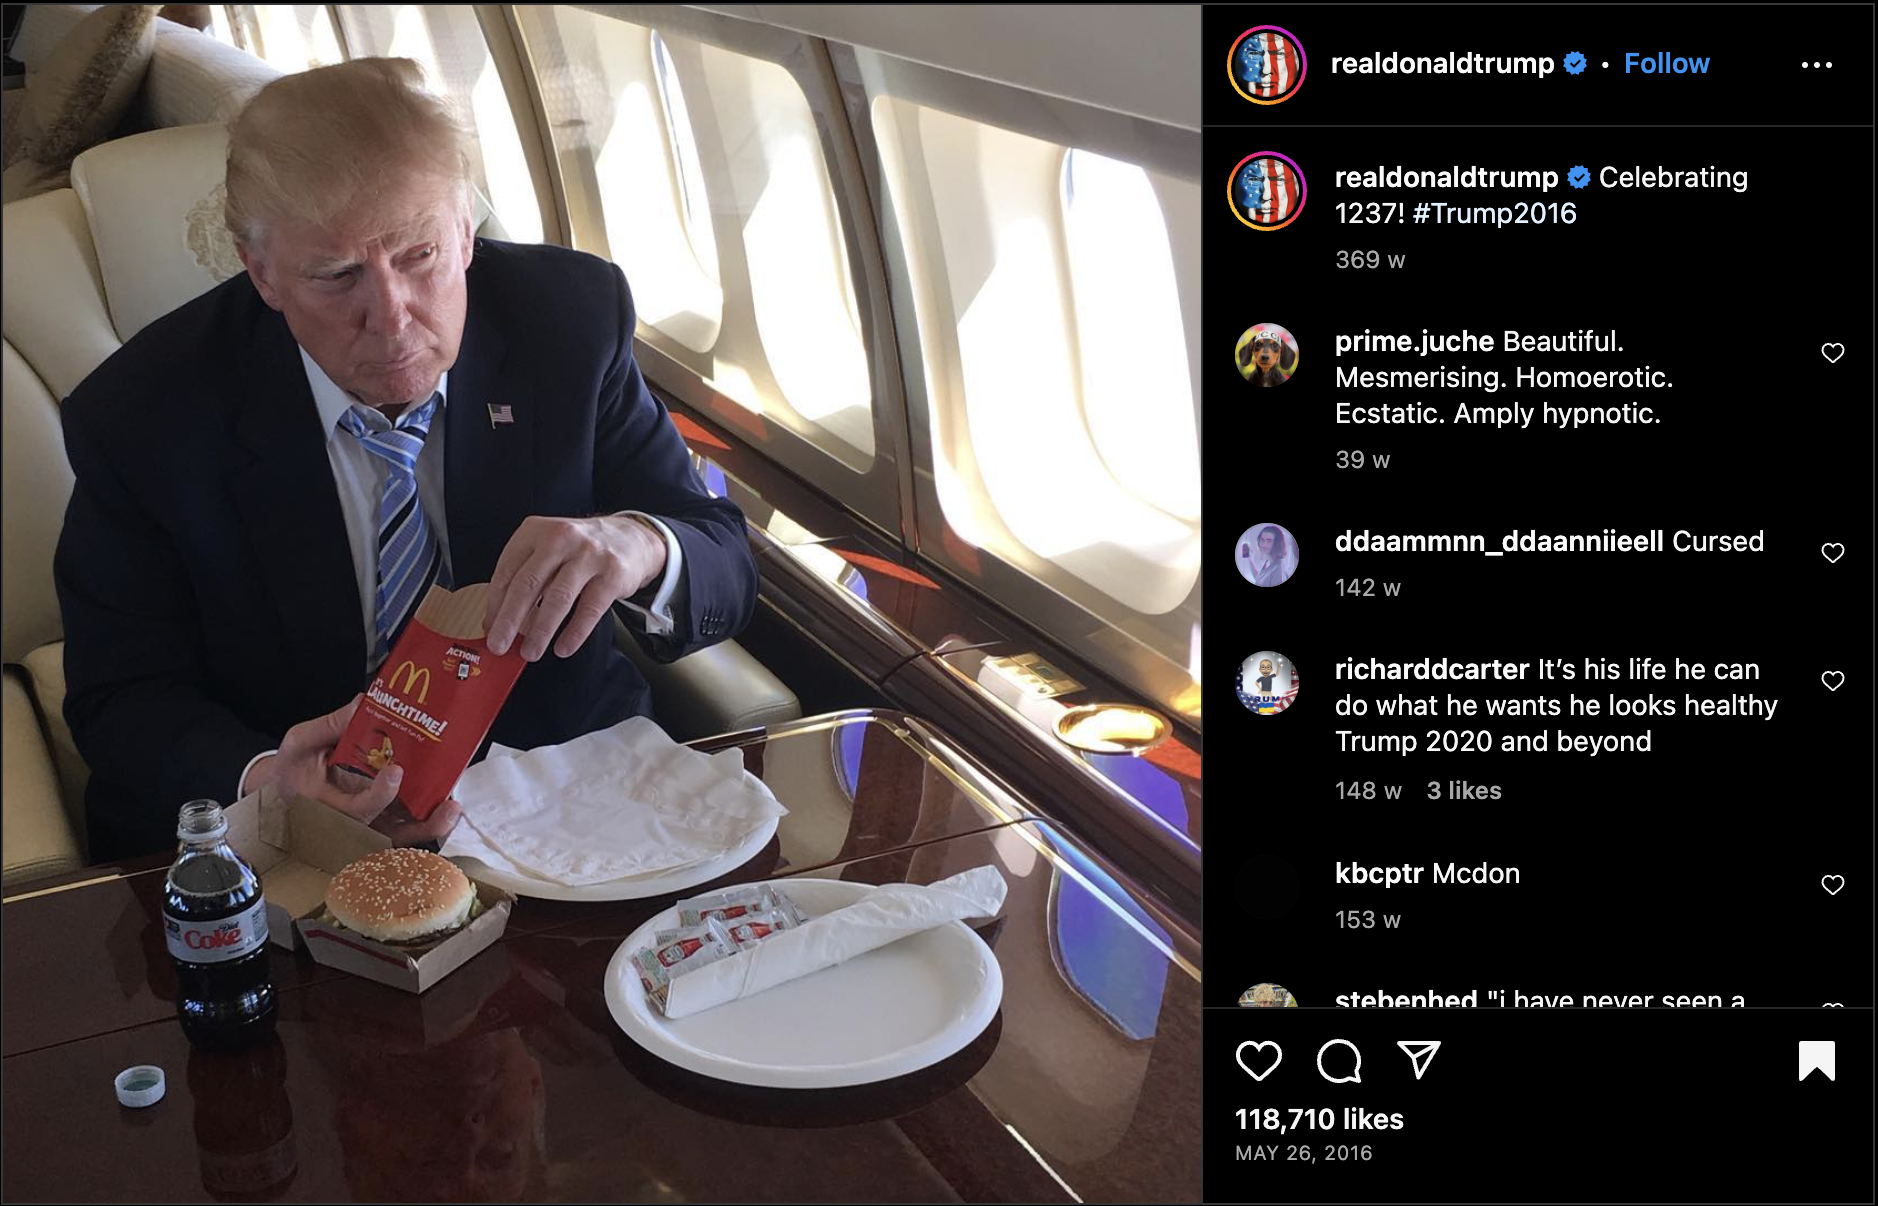 ACTION!
LAUNCHTIME!
Diet
Coke
realdonaldtrump • Follow
realdonaldtrump Celebrating
1237! #Trump2016
369 w
prime.juche Beautiful.
Mesmerising. Homoerotic.
Ecstatic. Amply hypnotic.
39 w
ddaammnn_ddaanniieell Cursed
142 w
richarddcarter It’s his life he can
do what he wants he looks healthy
Trump 2020 and beyond
148 w 3 likes
kbcptr Mcdon
153 w
stebenhed "i have never seen a
118,710 likes
MAY 26, 2016